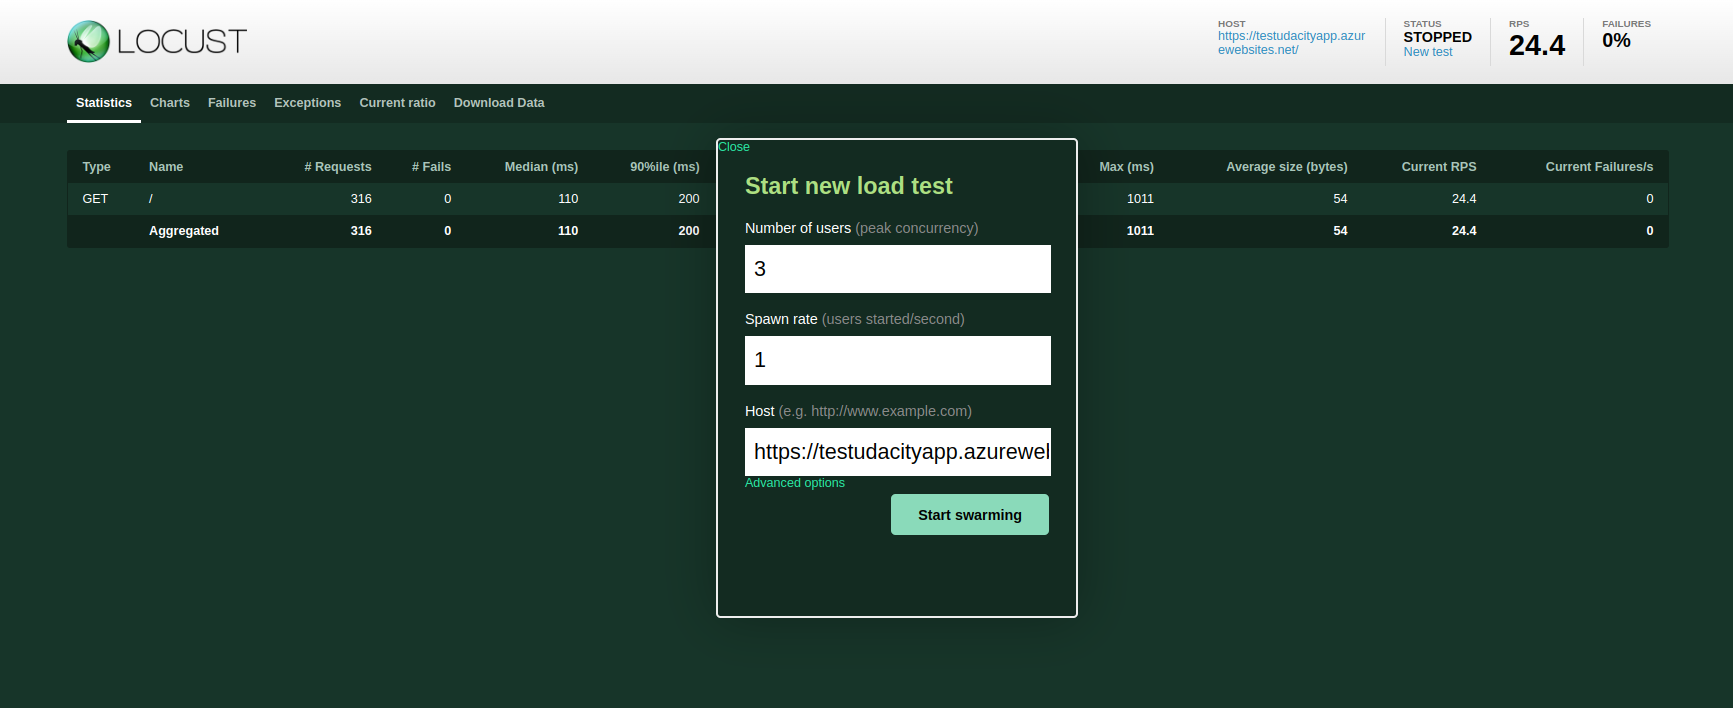 LOCUST
HOST
https://testudacityapp.azur
ewebsites.net/
STATUS
STOPPED
New test
RPS
24.4
FAILURES
0%
Statistics Charts Failures Exceptions Current ratio Download Data
Type Name # Requests # Fails Median (ms) 90%ile (ms) Max (ms) Average size (bytes) Current RPS Current Failures/s
GET / 316 0 110 200 1011 54 24.4 0
Aggregated 316 0 110 200 1011 54 24.4 0
Close
Start new load test
Number of users (peak concurrency)
3
Spawn rate (users started/second)
1
Host (e.g. http://www.example.com)
https://testudacityapp.azurewel
Advanced options
Start swarming